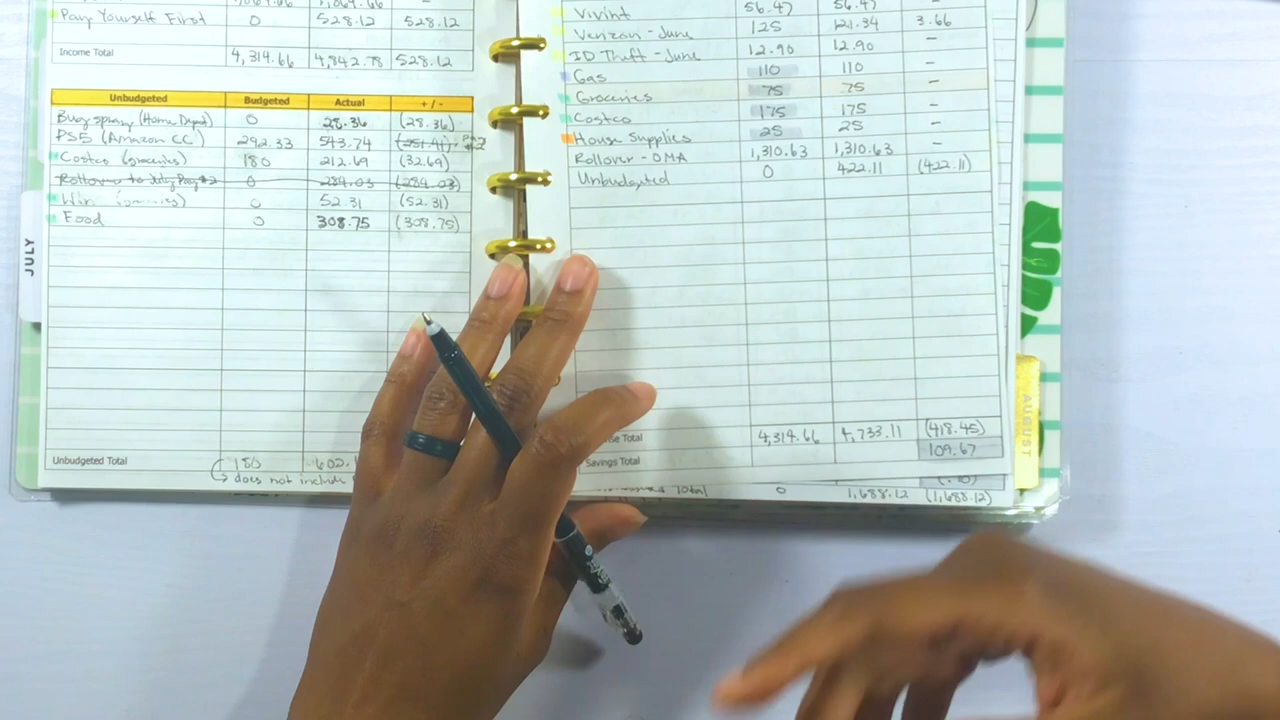 Pay Yourself First 0 528.12 528.12
Income Total 4,314.66 4,842.78 528.12
Unbudgeted Budgeted Actual + / -
Bug spray (Home Depot) 0 28.36 (28.36)
PS5 (Amazon CC) 292.33 543.74 (251.41)
Costco (groceries) 180 212.69 (32.69)
Rollover to July Pay #2 0 284.03 (284.03)
0 52.31 (52.31)
Food 0 308.75 (308.75)
Unbudgeted Total 180 602.
does not include
JULY
Vivint 56.47 56.47
Verizon - June 125 121.34 3.66
ID Theft - June 12.90 12.90 -
Gas 110 110 -
Groceries 75 75 -
Costco 175 175 -
House Supplies 25 25 -
Rollover - OMA 1,310.63 1,310.63 -
Unbudgeted 0 422.11 (422.11)
Total 4,314.66 4,733.11 (418.45)
Savings Total 109.67
Total 0 1,688.12 (1,688.12)
AUGUST